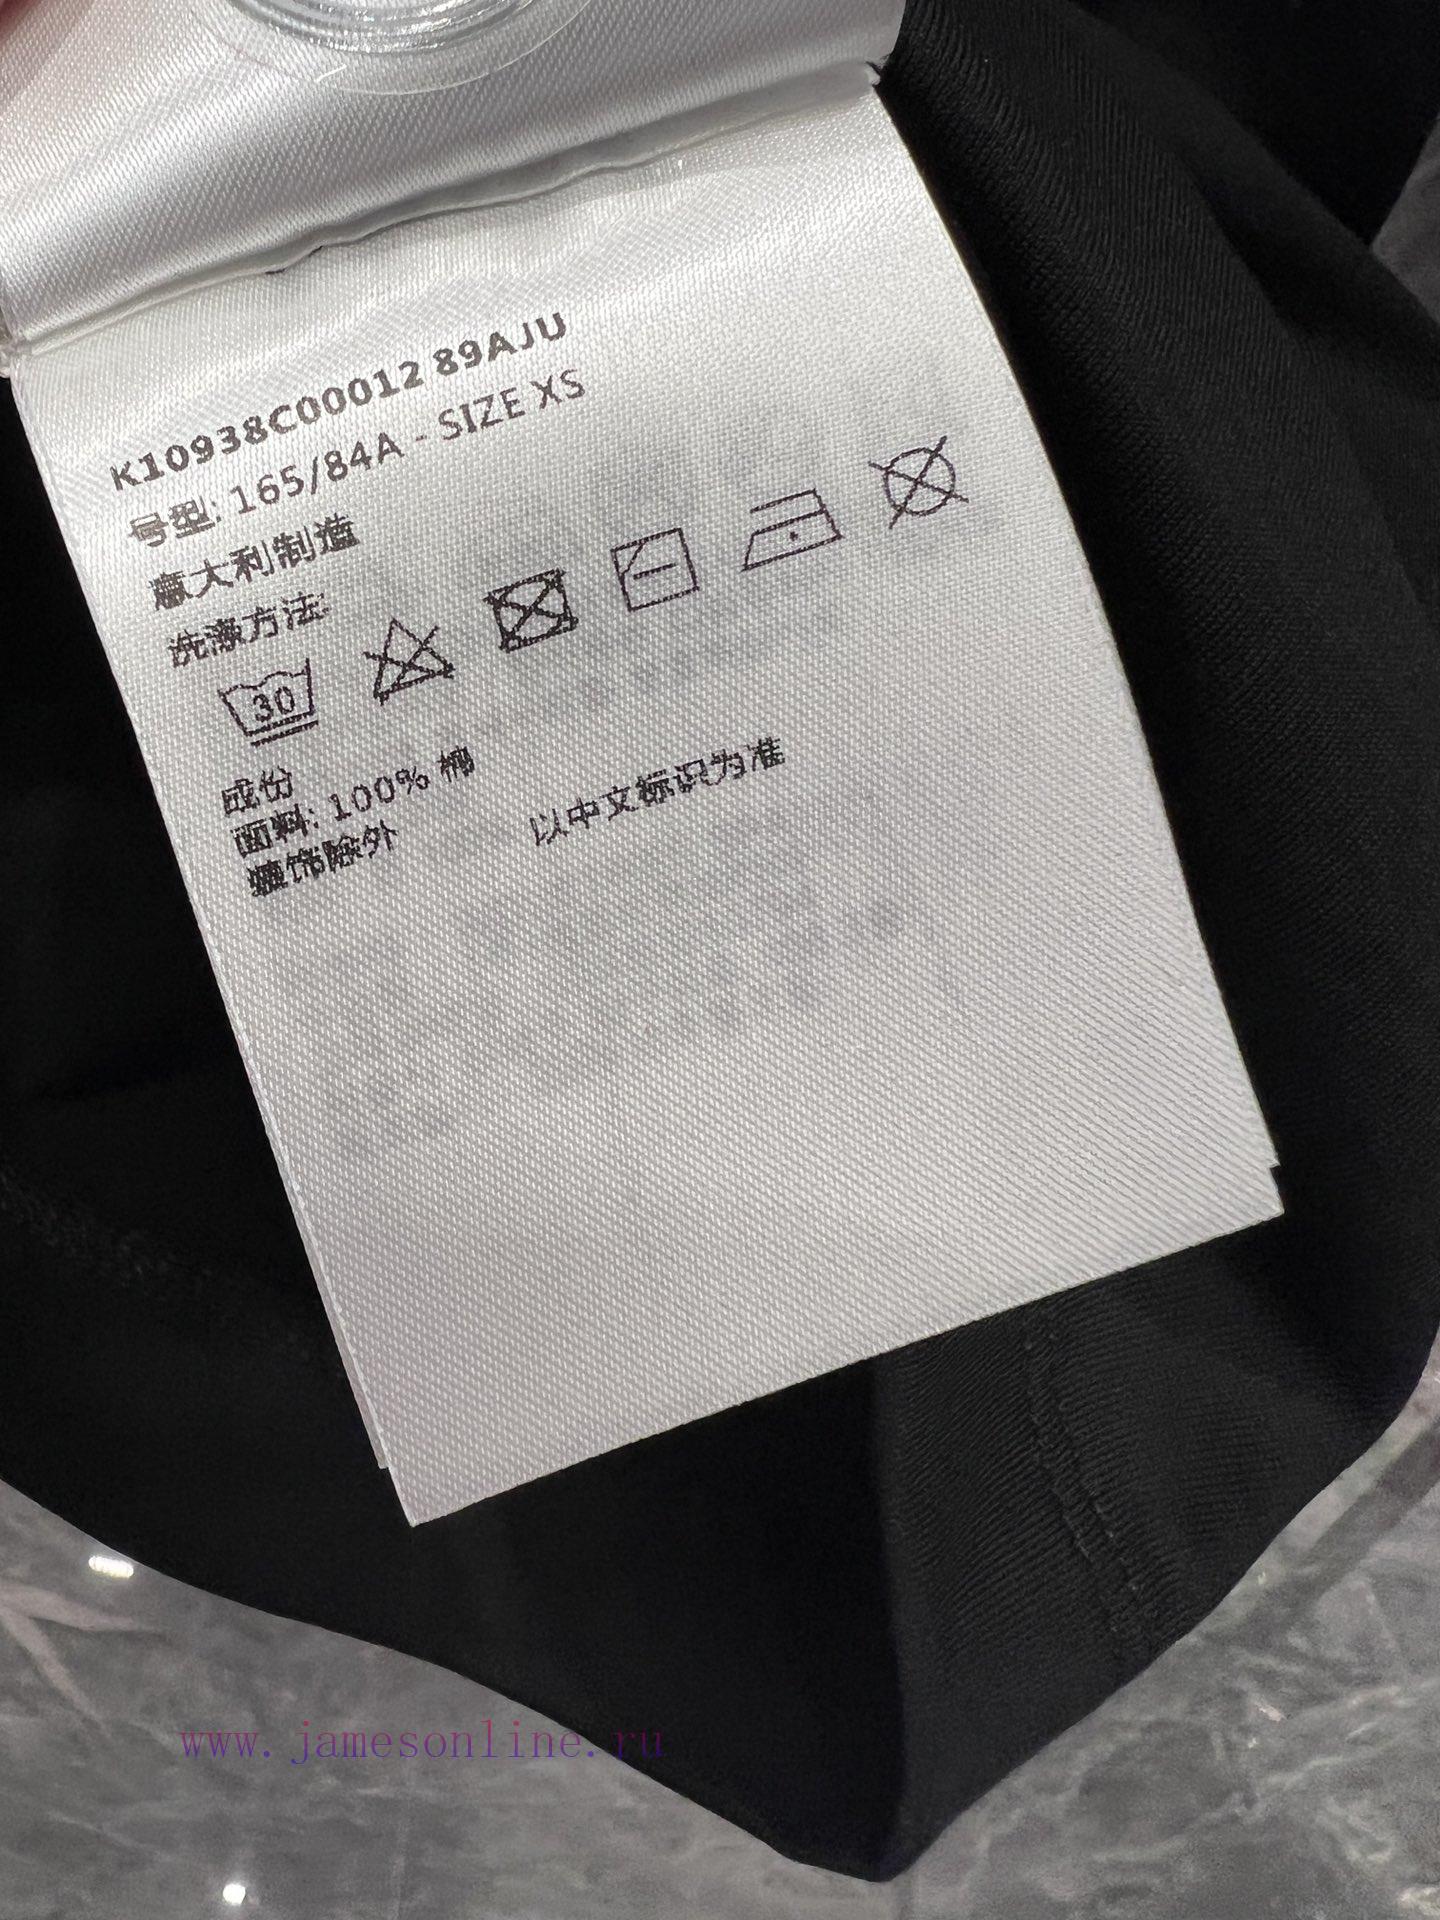 K10938C00012 89AJU
号型: 165/84A - SIZE XS
意大利制造
洗涤方法:
30
成份
面料: 100% 棉
装饰除外
以中文标识为准
www.jamesonline.ru